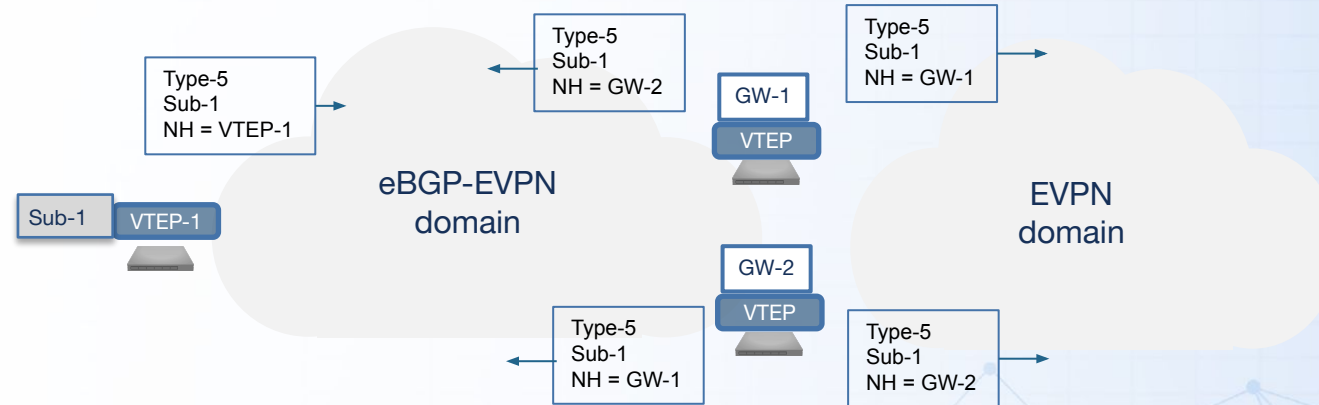 Type-5
Sub-1
NH = VTEP-1
Type-5
Sub-1
NH = GW-2
Type-5
Sub-1
NH = GW-1
GW-1
VTEP
eBGP-EVPN
domain
EVPN
domain
Sub-1
VTEP-1
GW-2
VTEP
Type-5
Sub-1
NH = GW-1
Type-5
Sub-1
NH = GW-2